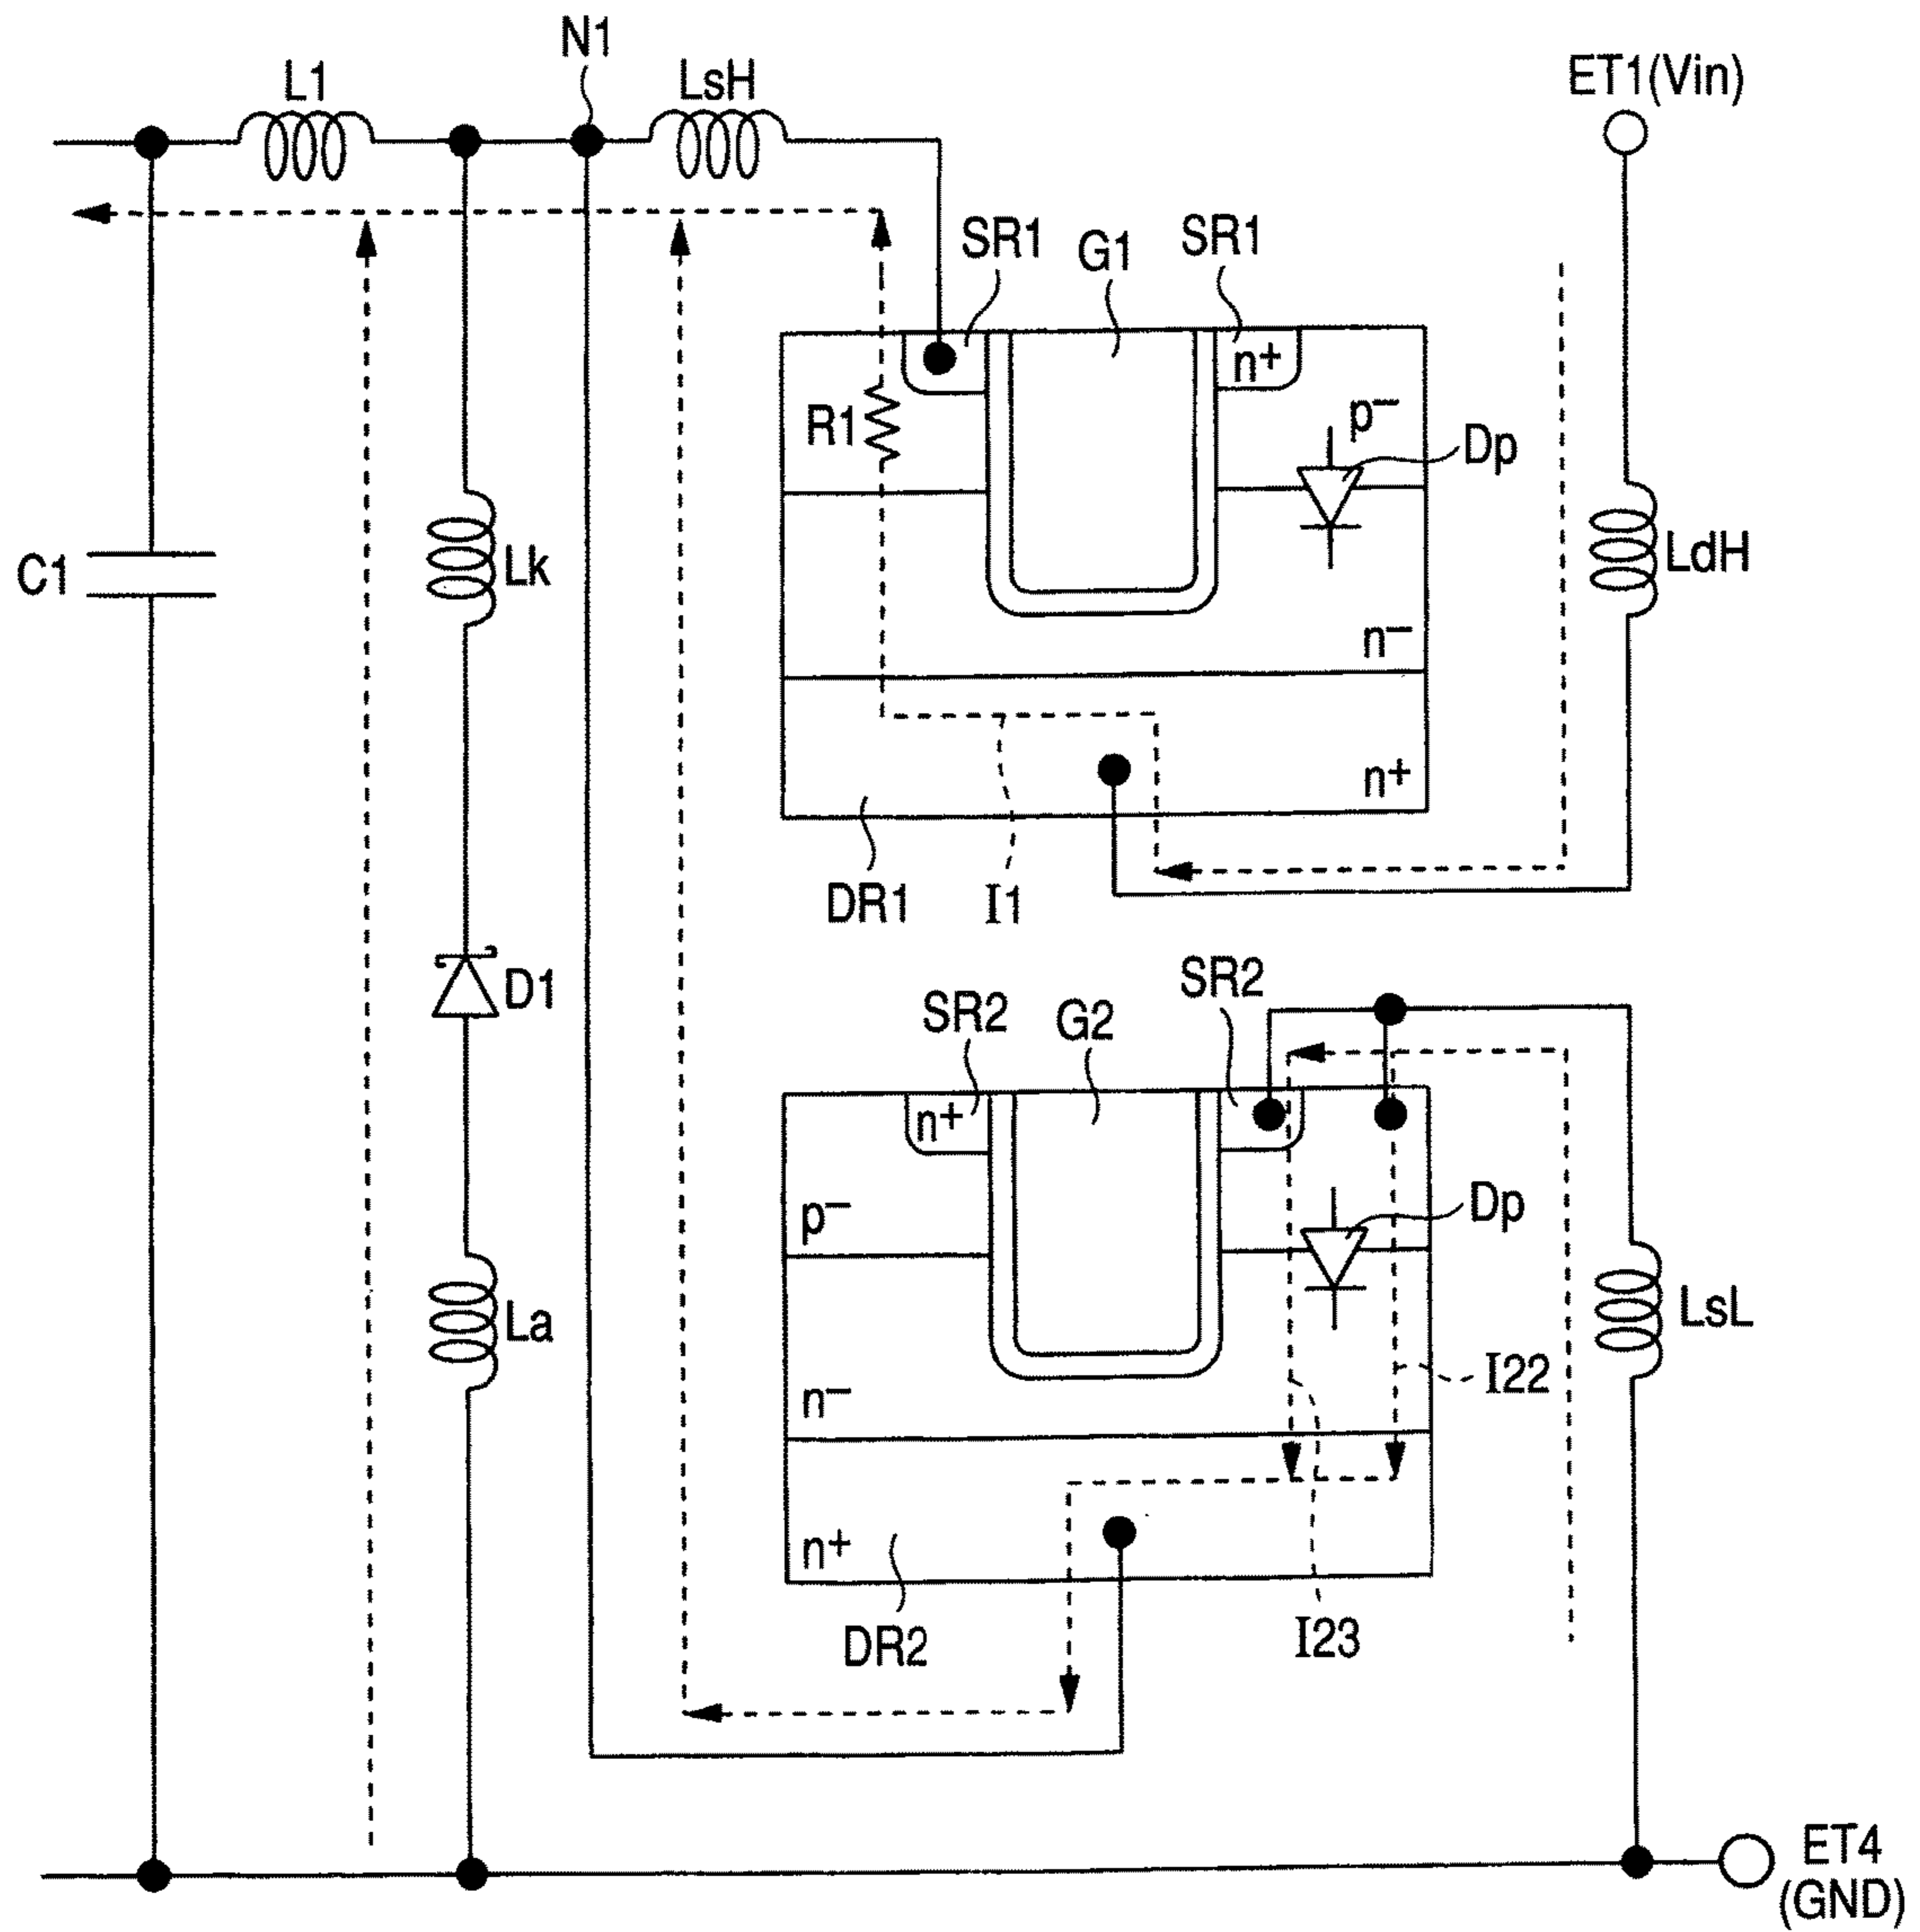 N1
L1
LsH
ET1(Vin)
SR1
G1
SR1
n+
R1
p−
Dp
C1
Lk
LdH
n−
n+
DR1
I1
D1
SR2
G2
SR2
n+
p−
Dp
La
LsL
n−
I22
n+
DR2
I23
ET4
(GND)